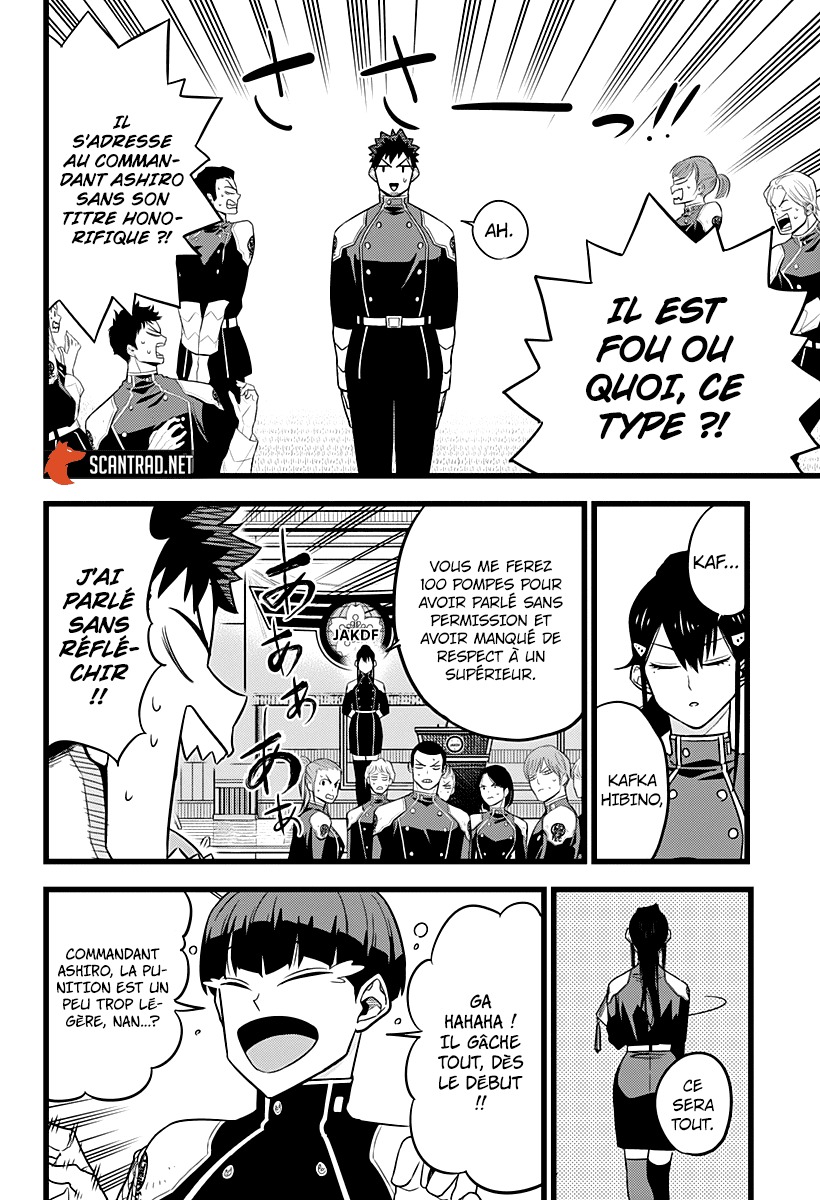 さ さ ーっ!!
IL EST
FOU OU
QUOI, CE
TYPE ?!
AH.
IL
S'ADRESSE
AU COMMAN-
DANT ASHIRO
SANS SON
TITRE HONO-
RIFIQUE ?!
SCANTRAD.NET
KAF...
KAFKA
HIBINO,
VOUS ME FEREZ
100 POMPES POUR
AVOIR PARLÉ SANS
PERMISSION ET
AVOIR MANQUÉ DE
RESPECT À UN
SUPÉRIEUR.
JAKDF
あぁあぁあぁ
J'AI
PARLÉ
SANS
RÉFLÉ-
CHIR
!!
CE
SERA
TOUT.
GA
HAHAHA !
IL GÂCHE
TOUT, DÈS
LE DÉBUT
!!
COMMANDANT
ASHIRO, LA PU-
NITION EST UN
PEU TROP LÉ-
GÈRE, NAN...?